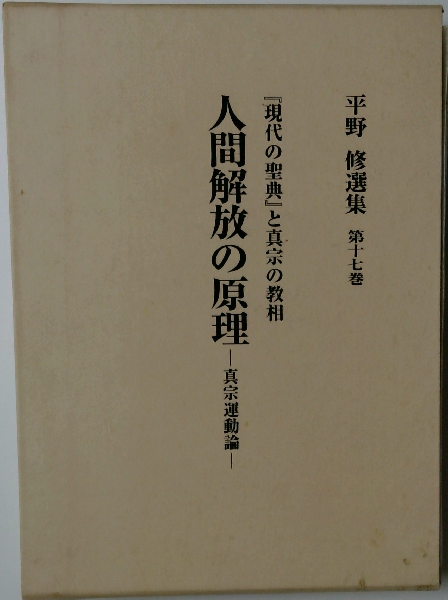 平野 修選集 第十七巻
『現代の聖典』と真宗の教相
人間解放の原理
―真宗運動論―